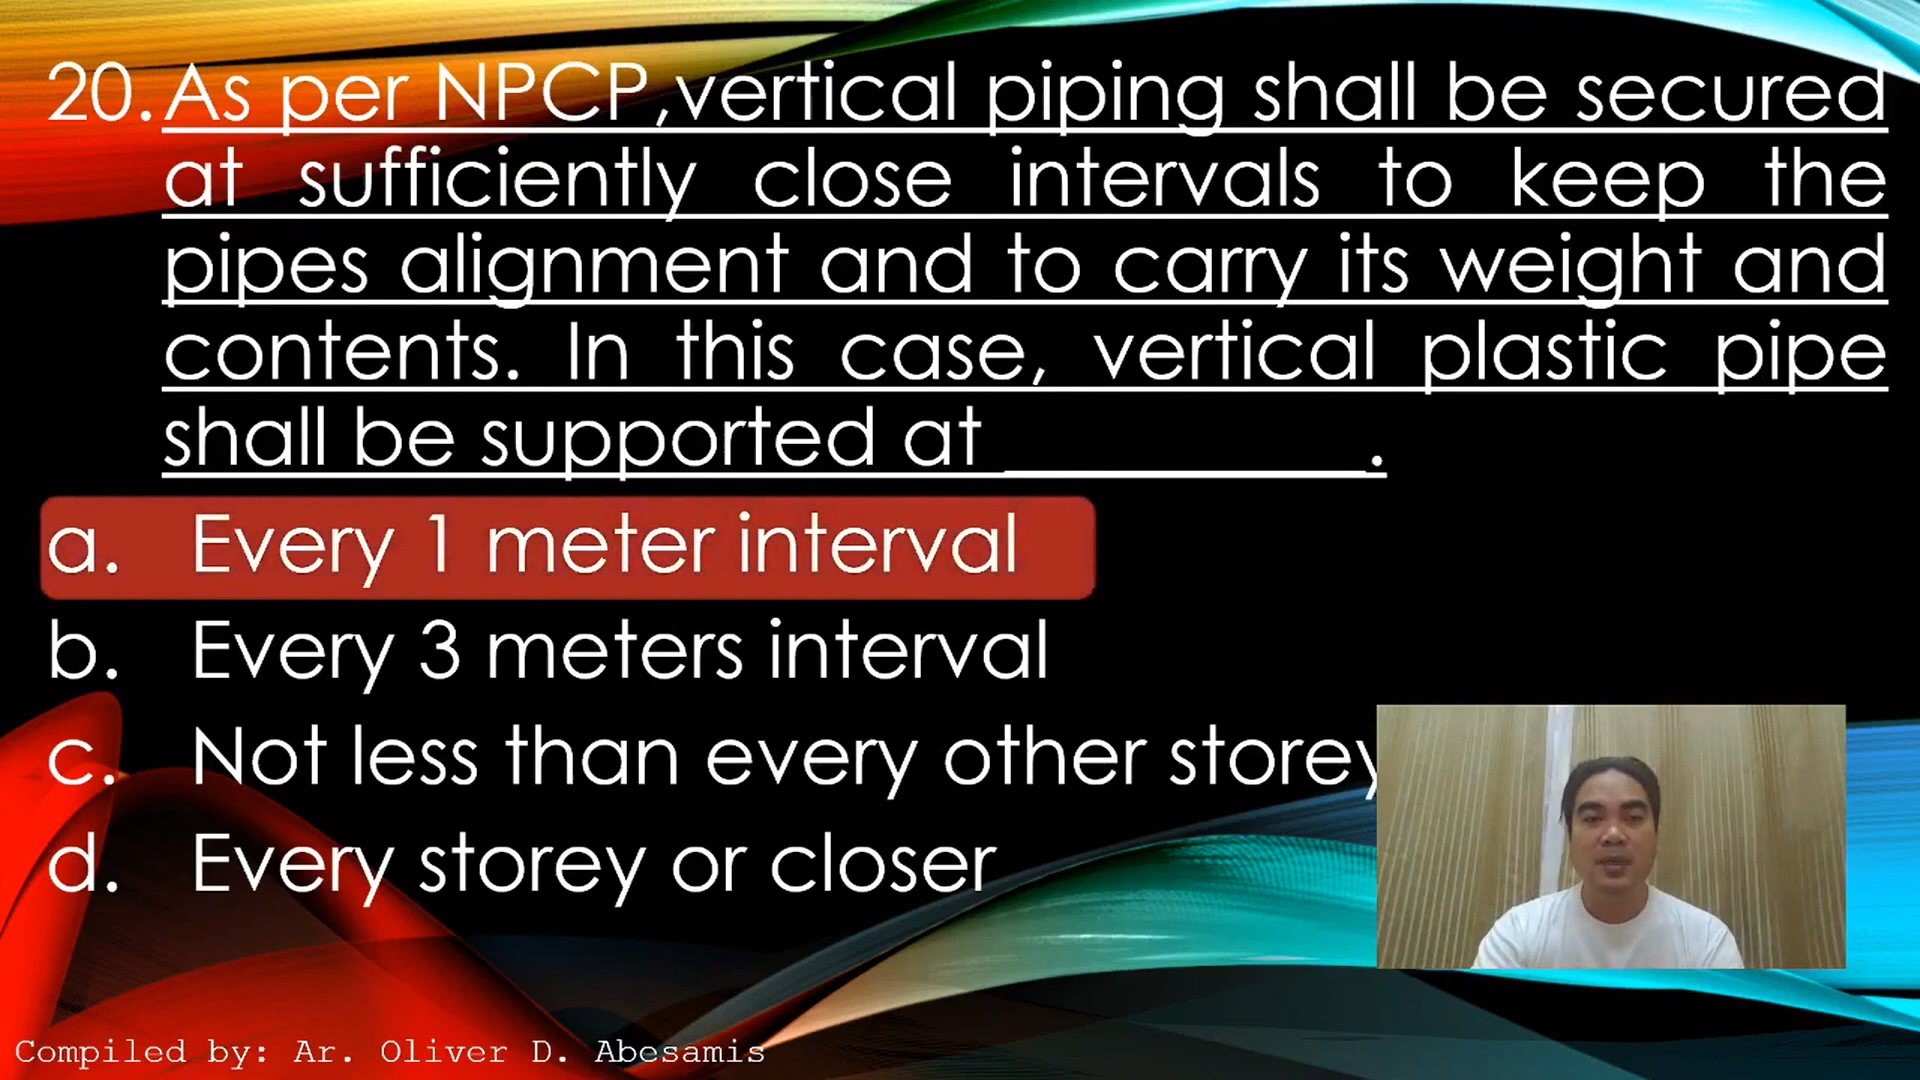 20. As per NPCP,vertical piping shall be secured
at sufficiently close intervals to keep the
pipes alignment and to carry its weight and
contents. In this case, vertical plastic pipe
shall be supported at __________.
a. Every 1 meter interval
b. Every 3 meters interval
c. Not less than every other storey
d. Every storey or closer
Compiled by: Ar. Oliver D. Abesamis